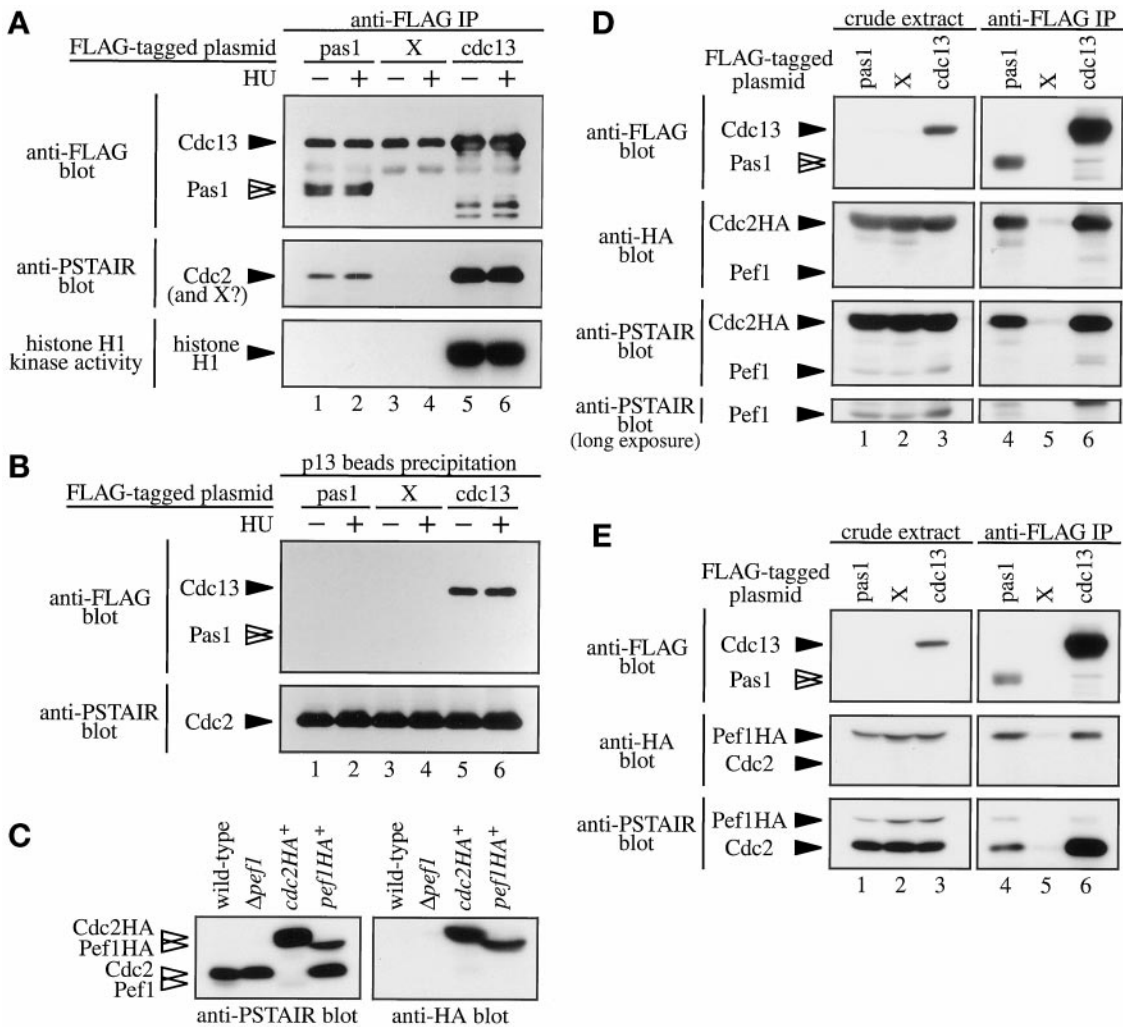 A
anti-FLAG IP
FLAG-tagged plasmid pas1 X cdc13
HU − + − + − +
anti-FLAG blot Cdc13
Pas1
anti-PSTAIR blot Cdc2 (and X?)
histone H1 kinase activity histone H1
1 2 3 4 5 6
B
p13 beads precipitation
FLAG-tagged plasmid pas1 X cdc13
HU − + − + − +
anti-FLAG blot Cdc13
Pas1
anti-PSTAIR blot Cdc2
1 2 3 4 5 6
C
wild-type Δpef1 cdc2HA+ pef1HA+ wild-type Δpef1 cdc2HA+ pef1HA+
Cdc2HA
Pef1HA
Cdc2
Pef1
anti-PSTAIR blot anti-HA blot
D
crude extract anti-FLAG IP
FLAG-tagged plasmid pas1 X cdc13 pas1 X cdc13
anti-FLAG blot Cdc13
Pas1
anti-HA blot Cdc2HA
Pef1
anti-PSTAIR blot Cdc2HA
Pef1
anti-PSTAIR blot (long exposure) Pef1
1 2 3 4 5 6
E
crude extract anti-FLAG IP
FLAG-tagged plasmid pas1 X cdc13 pas1 X cdc13
anti-FLAG blot Cdc13
Pas1
anti-HA blot Pef1HA
Cdc2
anti-PSTAIR blot Pef1HA
Cdc2
1 2 3 4 5 6